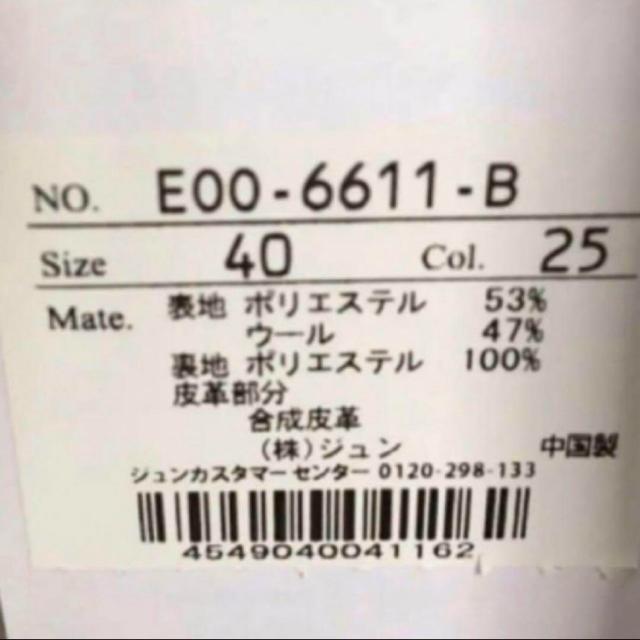 NO. E00-6611-B
Size 40 Col. 25
Mate. 表地 ポリエステル 53%
ウール 47%
裏地 ポリエステル 100%
皮革部分
合成皮革
(株)ジュン 中国製
ジュンカスタマーセンター 0120-298-133
4549040041162